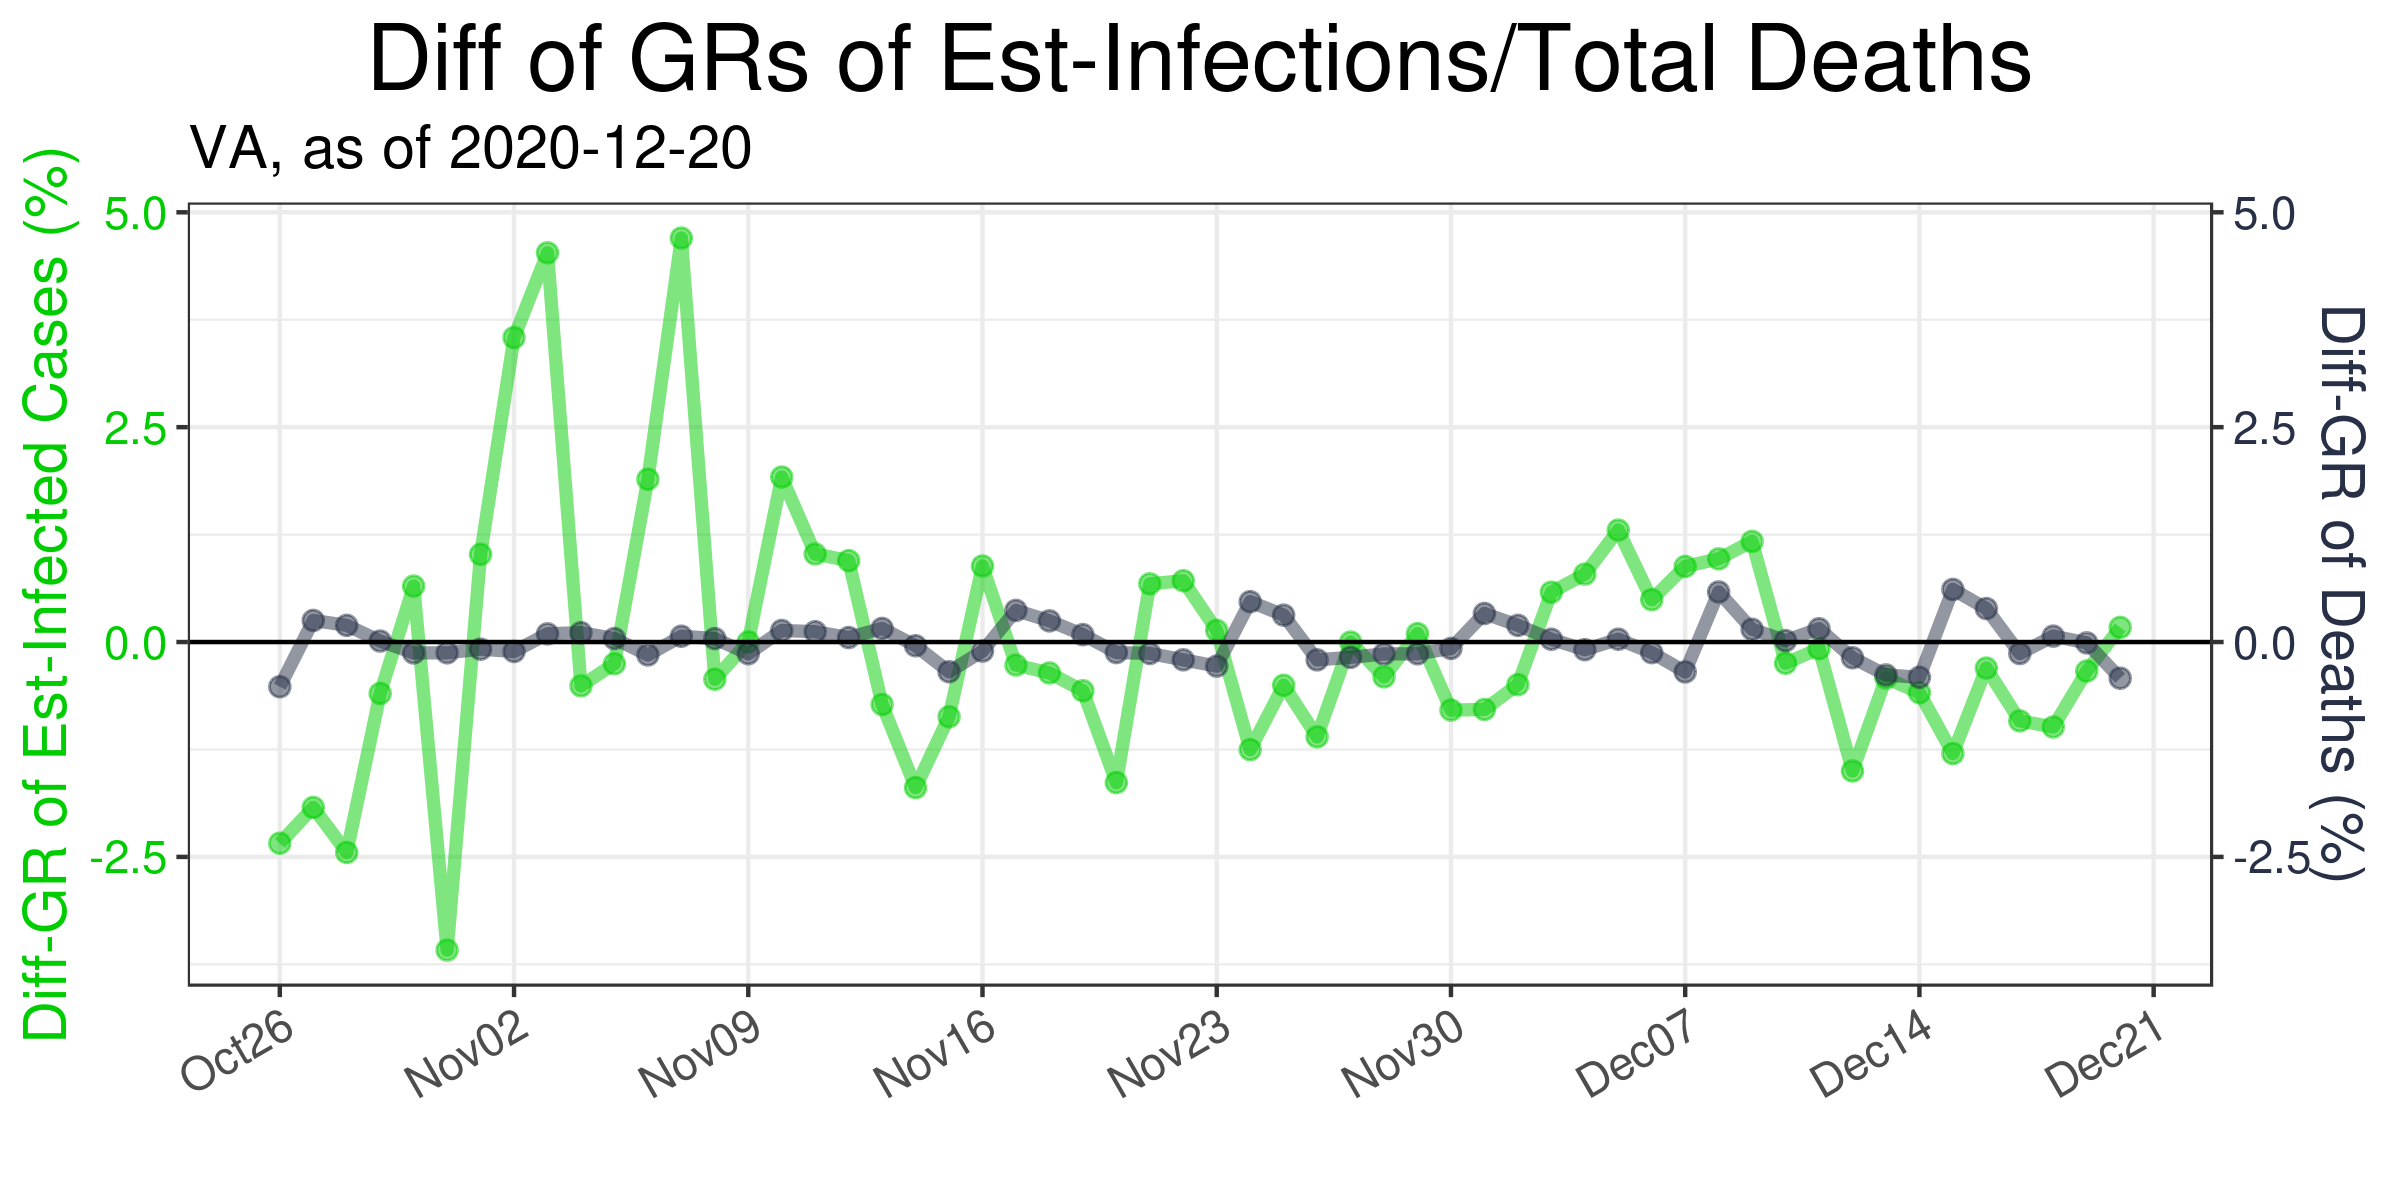 Diff of GRs of Est-Infections/Total Deaths
VA, as of 2020-12-20
Diff-GR of Est-Infected Cases (%)
5.0
2.5
0.0
-2.5
5.0
2.5
0.0
-2.5
Diff-GR of Deaths (%)
Oct26
Nov02
Nov09
Nov16
Nov23
Nov30
Dec07
Dec14
Dec21